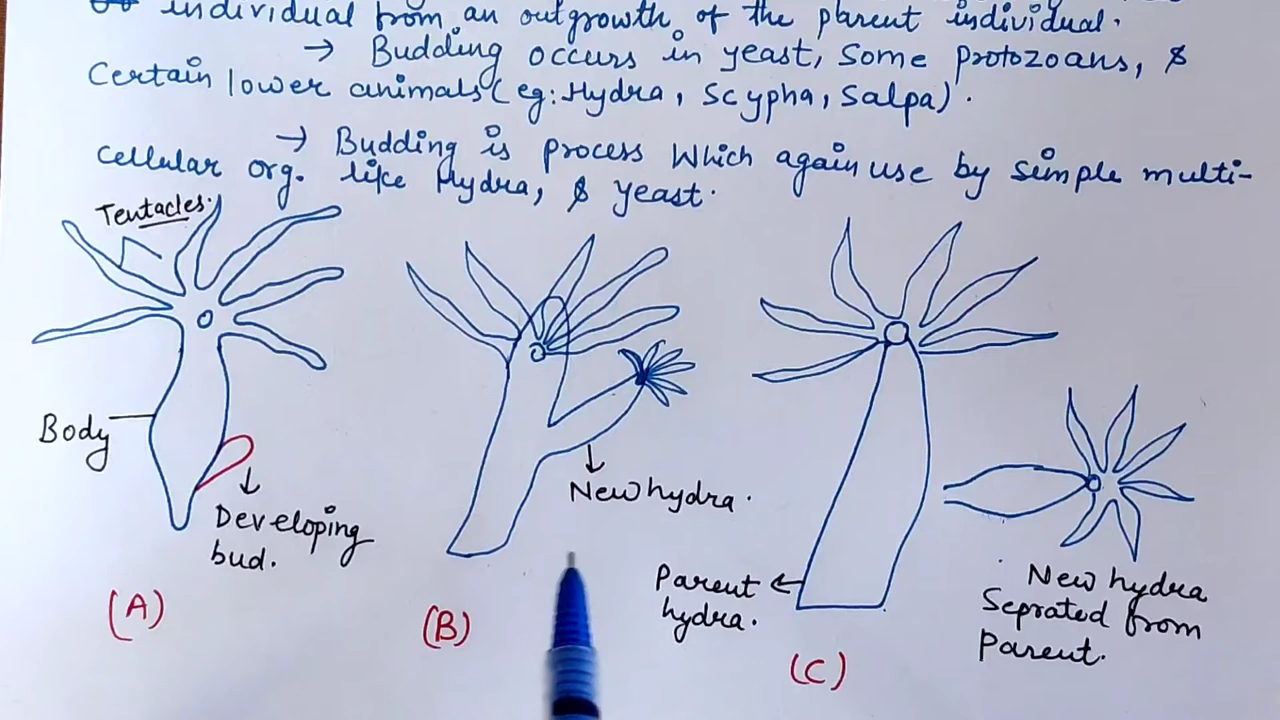 individual from an outgrowth of the parent individual.
→ Budding occurs in yeast, Some protozoans, &
Certain lower animals (eg: Hydra, Scypha, Salpa).
→ Budding is process Which again use by simple multi-
cellular org. like Hydra, & yeast.
Tentacles.
Body
Developing
bud.
(A)
New hydra.
(B)
Parent
hydra.
(C)
New hydra
Seprated from
Parent.